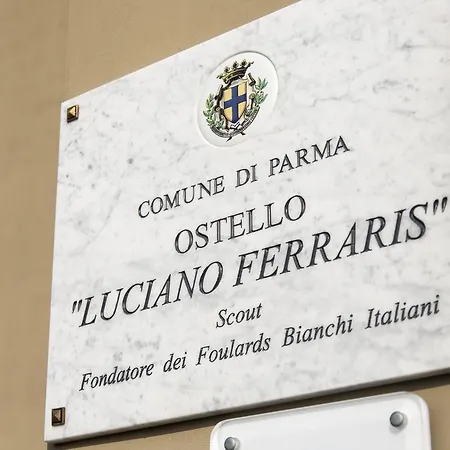 COMUNE DI PARMA
OSTELLO
"LUCIANO FERRARIS"
Scout
Fondatore dei Foulards Bianchi Italiani